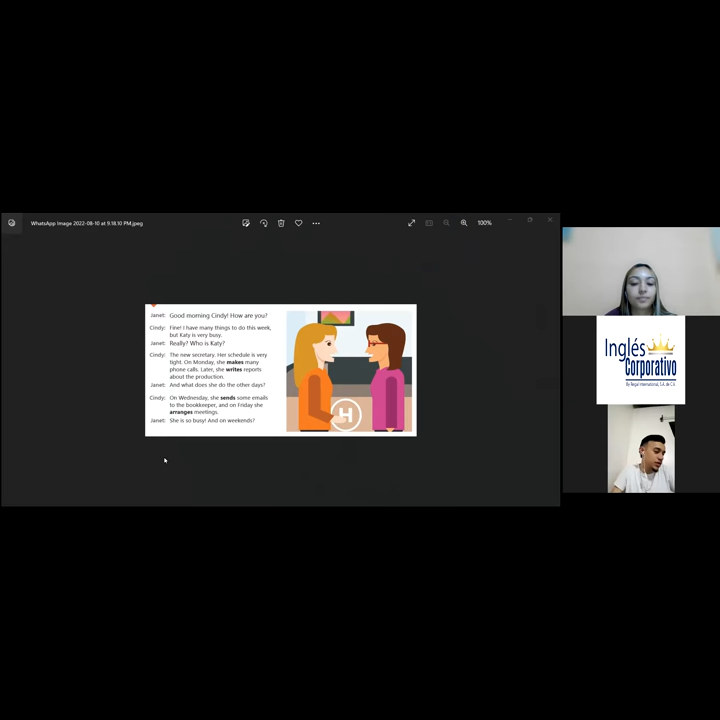 WhatsApp Image 2022-08-10 at 9.18.10 PM.jpeg
100%
Janet: Good morning Cindy! How are you?
Cindy: Fine! I have many things to do this week,
but Katy is very busy.
Janet: Really? Who is Katy?
Cindy: The new secretary. Her schedule is very
tight. On Monday, she makes many
phone calls. Later, she writes reports
about the production.
Janet: And what does she do the other days?
Cindy: On Wednesday, she sends some emails
to the bookkeeper, and on Friday she
arranges meetings.
Janet: She is so busy! And on weekends?
H
Inglés
Corporativo
By Regal International, S.A. de C.V.